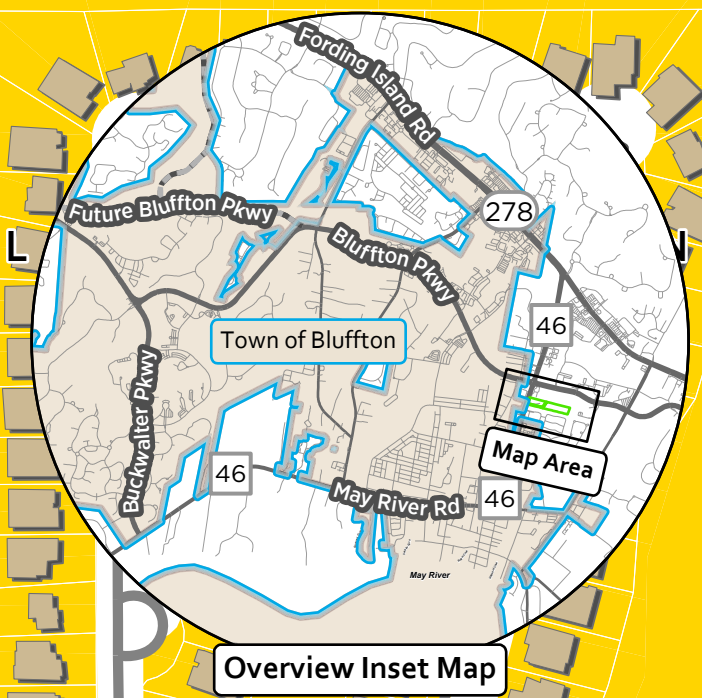 Fording Island Rd
278
Future Bluffton Pkwy
Bluffton Pkwy
L
N
46
Town of Bluffton
Buckwalter Pkwy
Map Area
46
May River Rd
46
May River
Overview Inset Map